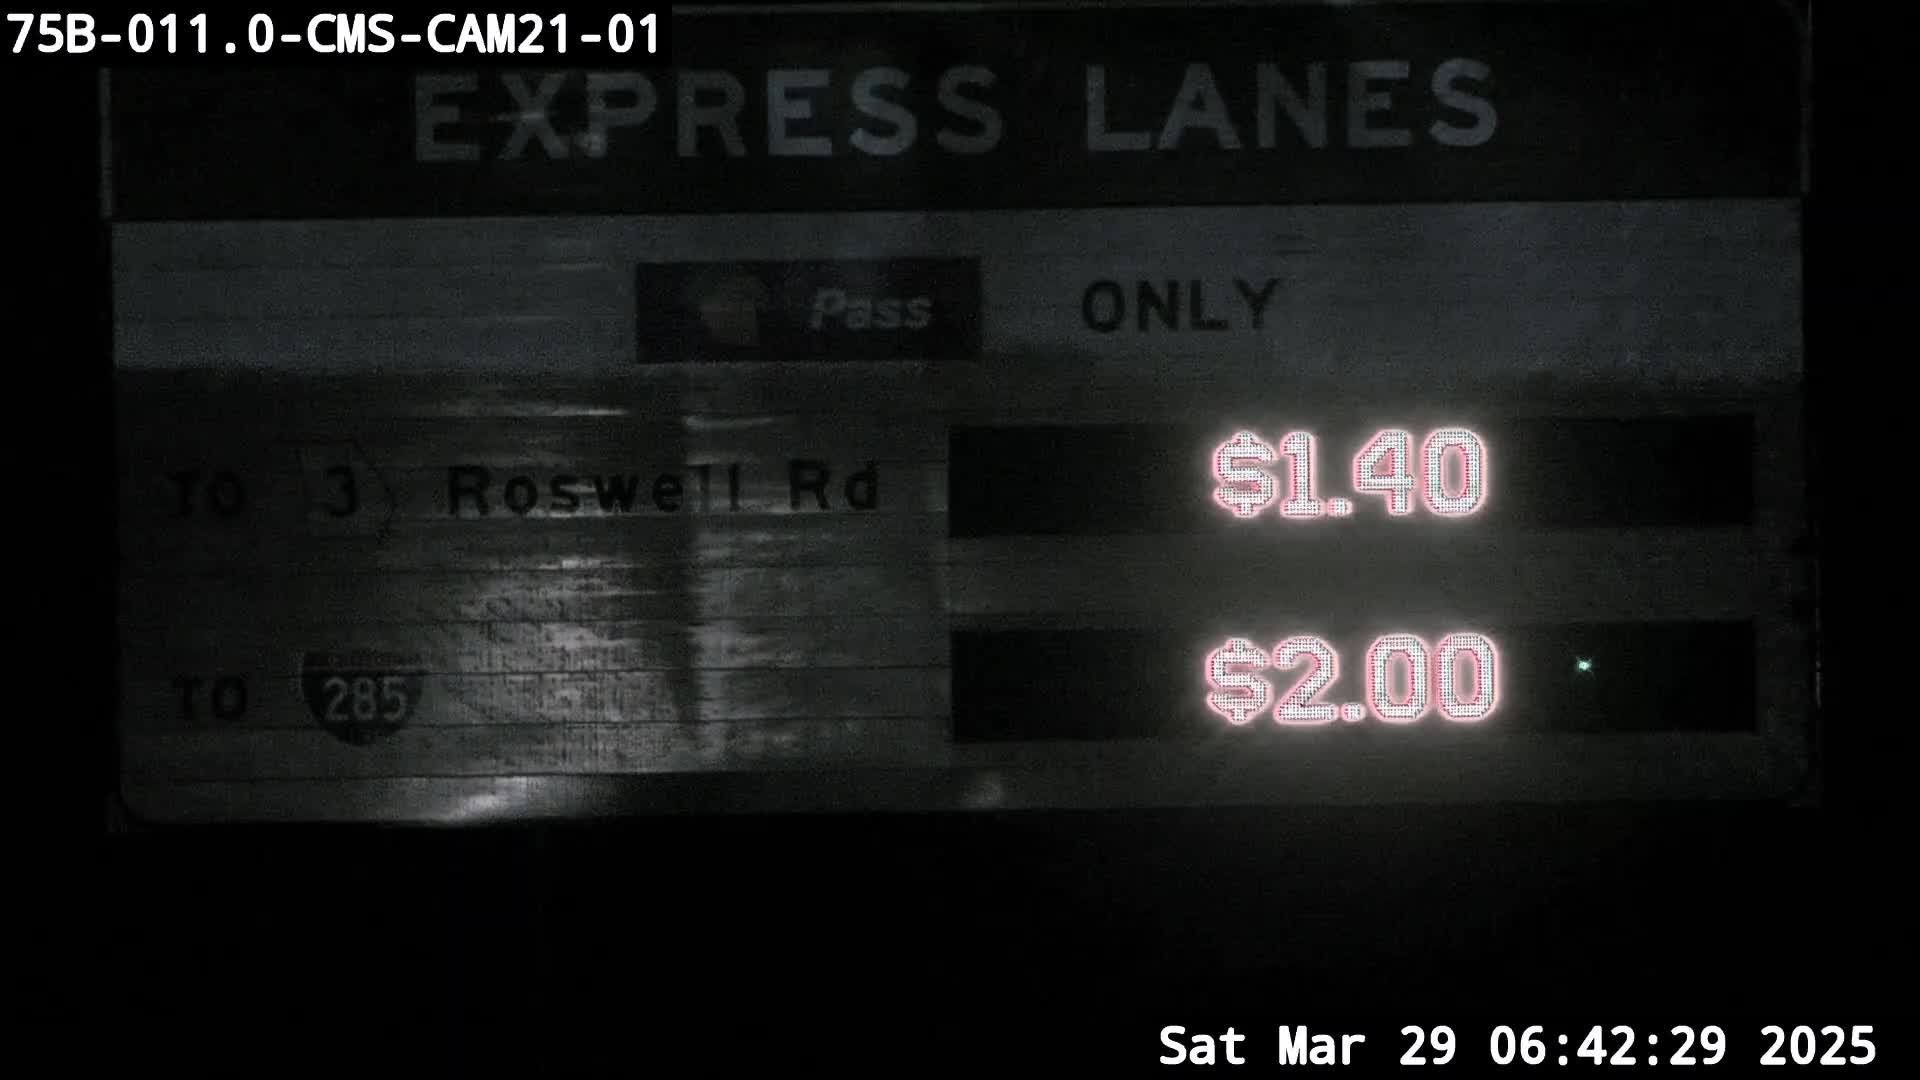 75B-011.0-CMS-CAM21-01
EXPRESS LANES
Pass ONLY
TO 3 Roswell Rd $1.40
TO 285 $2.00
Sat Mar 29 06:42:29 2025